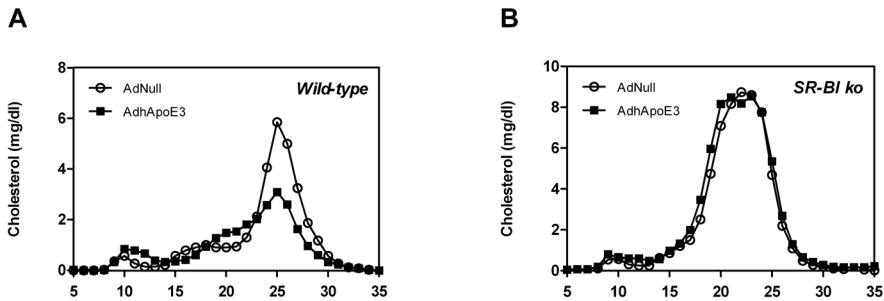 A
B
Cholesterol (mg/dl)
8
6
4
2
0
AdNull
AdhApoE3
Wild-type
5 10 15 20 25 30 35
Cholesterol (mg/dl)
10
8
6
4
2
0
AdNull
AdhApoE3
SR-BI ko
5 10 15 20 25 30 35